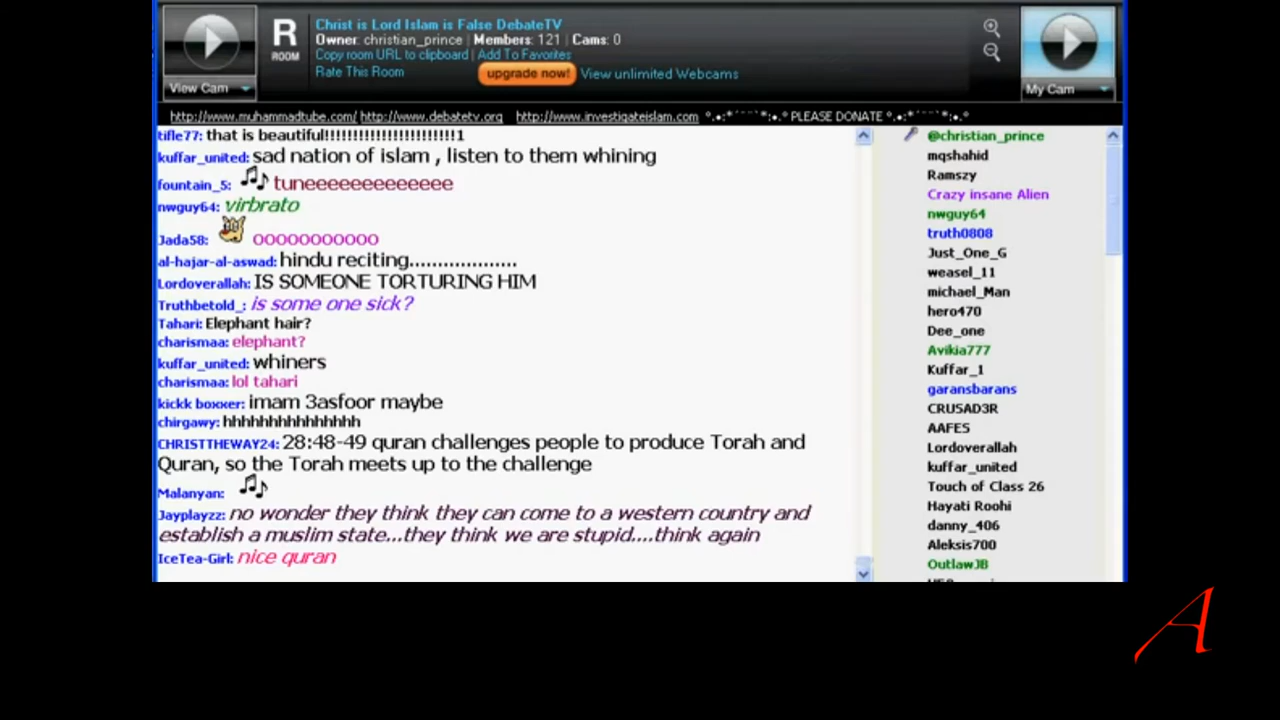 Christ is Lord Islam is False DebateTV
R
ROOM
Owner: christian_prince | Members: 121 | Cams: 0
Copy room URL to clipboard | Add To Favorites
Rate This Room
upgrade now!
View unlimited Webcams
View Cam
My Cam
http://www.muhammadtube.com/ http://www.debatetv.org http://www.investigateislam.com °.•:*¨¨¨*:•.° PLEASE DONATE °.•:*¨¨¨*:•.°
tifle77: that is beautiful!!!!!!!!!!!!!!!!!!!!!!!1
kuffar_united: sad nation of islam , listen to them whining
fountain_5: tuneeeeeeeeeeeee
nwguy64: virbrato
Jada58: ooooooooooo
al-hajar-al-aswad: hindu reciting...................
Lordoverallah: IS SOMEONE TORTURING HIM
Truthbetold_: is some one sick?
Tahari: Elephant hair?
charismaa: elephant?
kuffar_united: whiners
charismaa: lol tahari
kickk boxxer: imam 3asfoor maybe
chirgawy: hhhhhhhhhhhhhhh
CHRISTTHEWAY24: 28:48-49 quran challenges people to produce Torah and
Quran, so the Torah meets up to the challenge
Malanyan:
Jayplayzz: no wonder they think they can come to a western country and
establish a muslim state...they think we are stupid....think again
IceTea-Girl: nice quran
@christian_prince
mqshahid
Ramszy
Crazy insane Alien
nwguy64
truth0808
Just_One_G
weasel_11
michael_Man
hero470
Dee_one
Avikia777
Kuffar_1
garansbarans
CRUSAD3R
AAFES
Lordoverallah
kuffar_united
Touch of Class 26
Hayati Roohi
danny_406
Aleksis700
OutlawJB
A